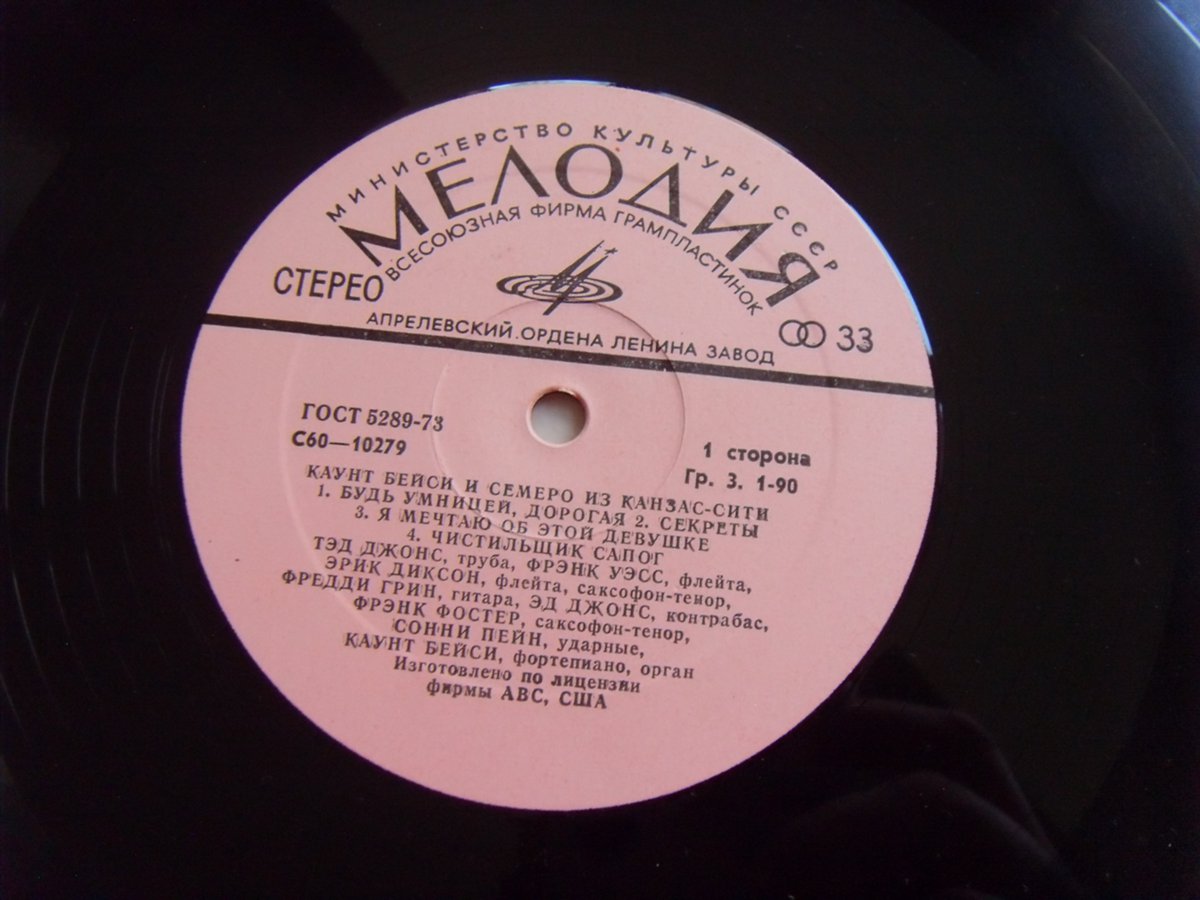 МИНИСТЕРСТВО КУЛЬТУРЫ СССР
МЕЛОДИЯ
ВСЕСОЮЗНАЯ ФИРМА ГРАМПЛАСТИНОК
СТЕРЕО
33
АПРЕЛЕВСКИЙ ОРДЕНА ЛЕНИНА ЗАВОД
ГОСТ 5289-73
С60—10279
1 сторона
Гр. 3. 1-90
КАУНТ БЕЙСИ И СЕМЕРО ИЗ КАНЗАС-СИТИ
1. БУДЬ УМНИЦЕЙ, ДОРОГАЯ 2. СЕКРЕТЫ
3. Я МЕЧТАЮ ОБ ЭТОЙ ДЕВУШКЕ
4. ЧИСТИЛЬЩИК САПОГ
ТЭД ДЖОНС, труба, ФРЭНК УЭСС, флейта,
ЭРИК ДИКСОН, флейта, саксофон-тенор,
ФРЕДДИ ГРИН, гитара, ЭД ДЖОНС, контрабас,
ФРЭНК ФОСТЕР, саксофон-тенор,
СОННИ ПЕЙН, ударные,
КАУНТ БЕЙСИ, фортепиано, орган
Изготовлено по лицензии
фирмы ABC, США